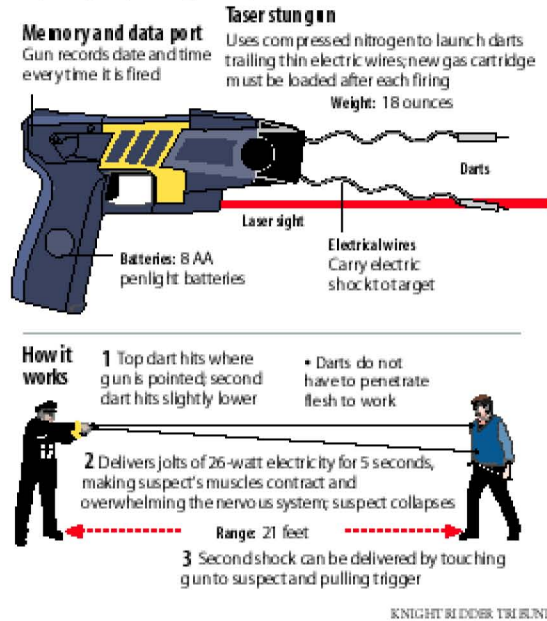 Taser stun gun
Uses compressed nitrogen to launch darts
trailing thin electric wires; new gas cartridge
must be loaded after each firing
Weight: 18 ounces
Memory and data port
Gun records date and time
every time it is fired
Darts
Laser sight
Electrical wires
Carry electric
shock to target
Batteries: 8 AA
penlight batteries
How it
works
1 Top dart hits where
gun is pointed; second
dart hits slightly lower
• Darts do not
have to penetrate
flesh to work
2 Delivers jolts of 26-watt electricity for 5 seconds,
making suspect's muscles contract and
overwhelming the nervous system; suspect collapses
Range: 21 feet
3 Second shock can be delivered by touching
gun to suspect and pulling trigger
KNIGHT RIDDER TRIBUNE